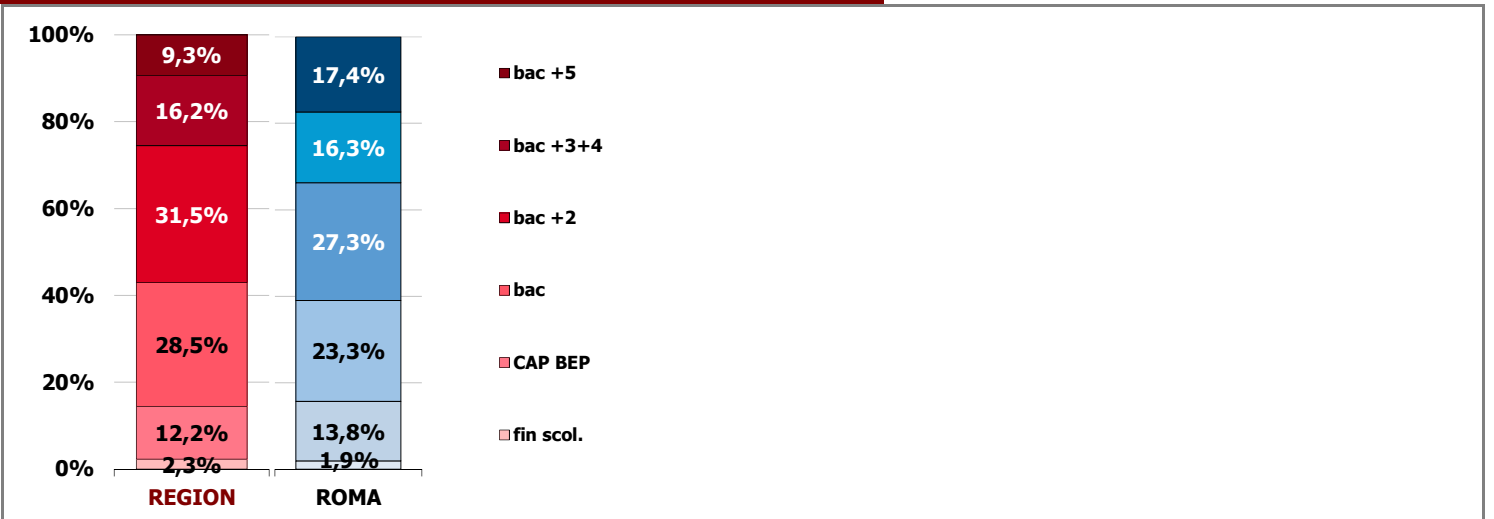 100%
80%
60%
40%
20%
0%
9,3%
16,2%
31,5%
28,5%
12,2%
2,3%
REGION
17,4%
16,3%
27,3%
23,3%
13,8%
1,9%
ROMA
bac +5
bac +3+4
bac +2
bac
CAP BEP
fin scol.